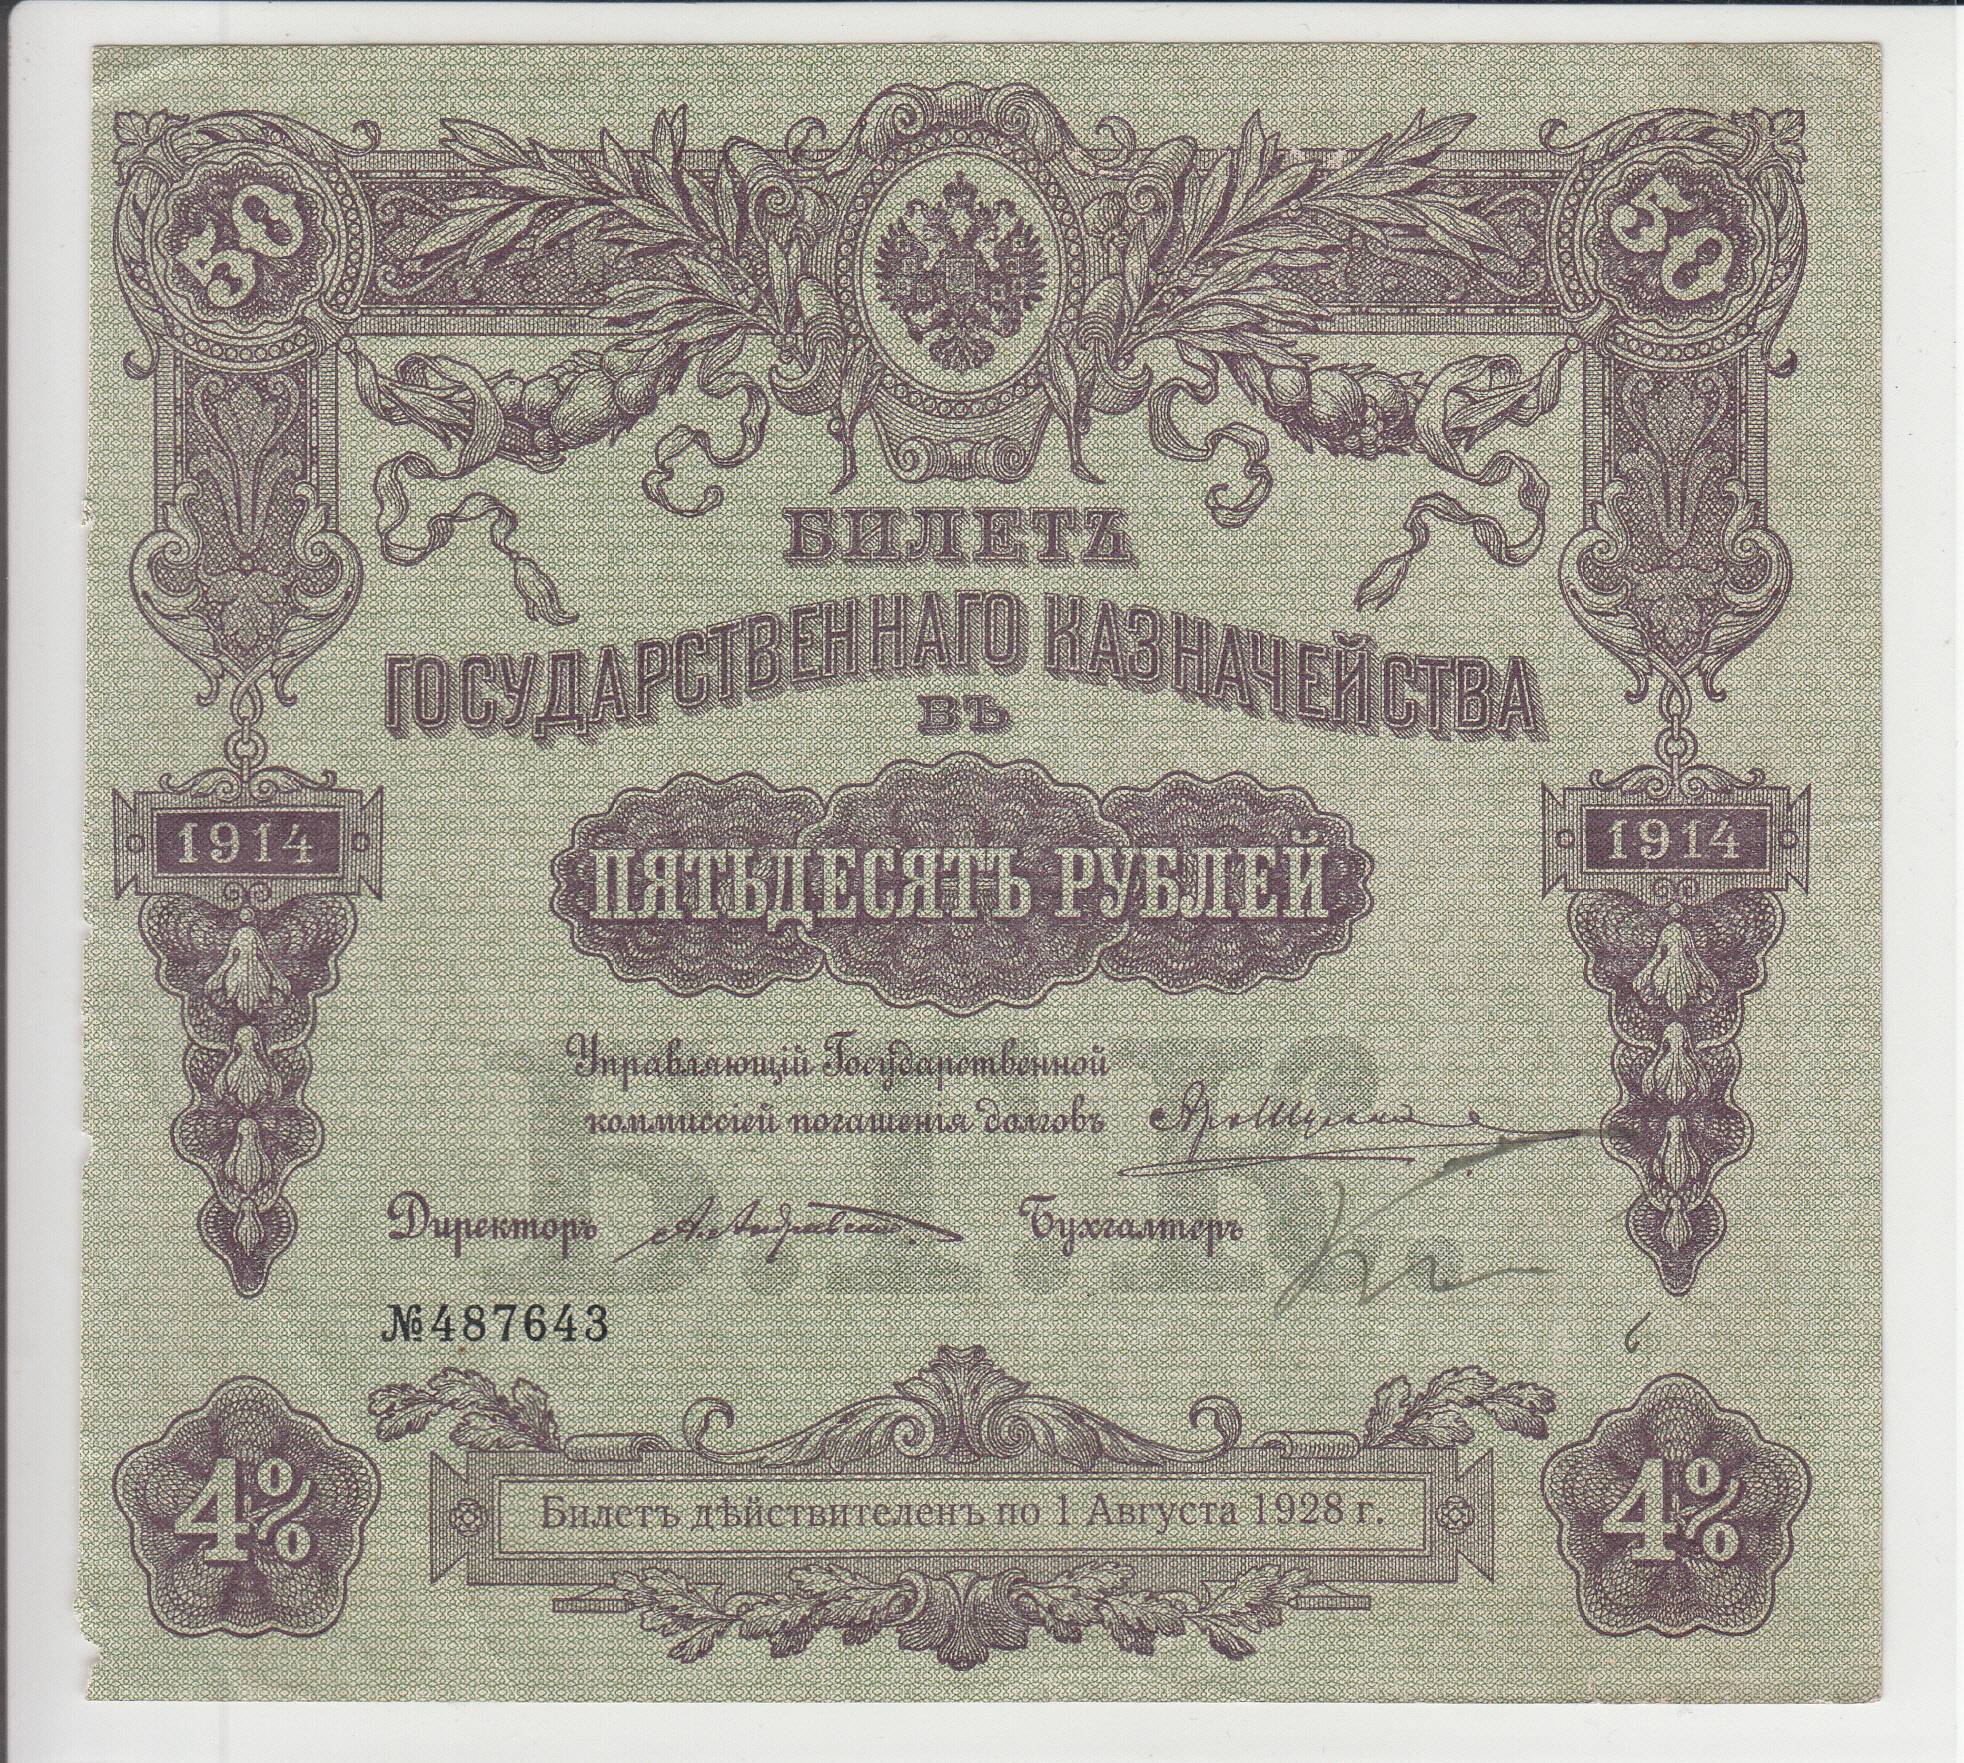 50 50
БИЛЕТЪ
ГОСУДАРСТВЕННАГО КАЗНАЧЕЙСТВА
ВЪ
1914 1914
ПЯТЬДЕСЯТЪ РУБЛЕЙ
Управляющій Государственной
коммиссіей погашенія долговъ
Директоръ Бухгалтеръ
№487643
4% 4%
Билетъ дѣйствителенъ по 1 Августа 1928 г.